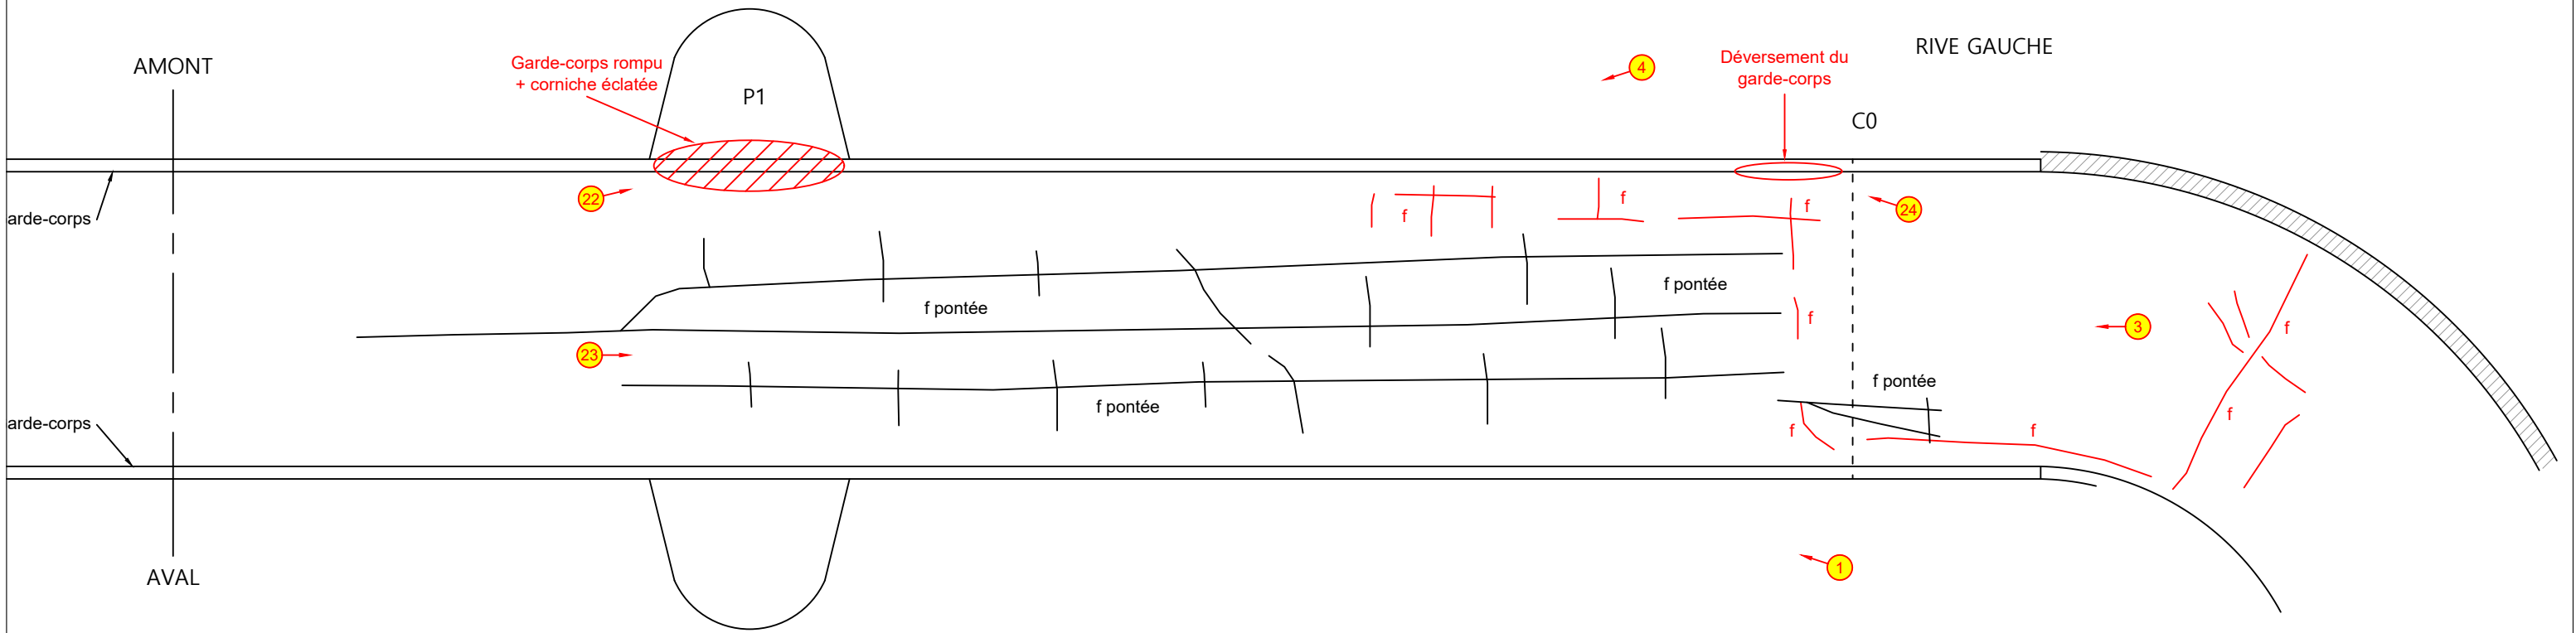 RIVE GAUCHE
AMONT
Garde-corps rompu
+ corniche éclatée
4
Déversement du
garde-corps
P1
C0
22
f
f
f
24
arde-corps
f pontée
f pontée
f
3
f
23
f pontée
f pontée
f
f
f
arde-corps
1
AVAL